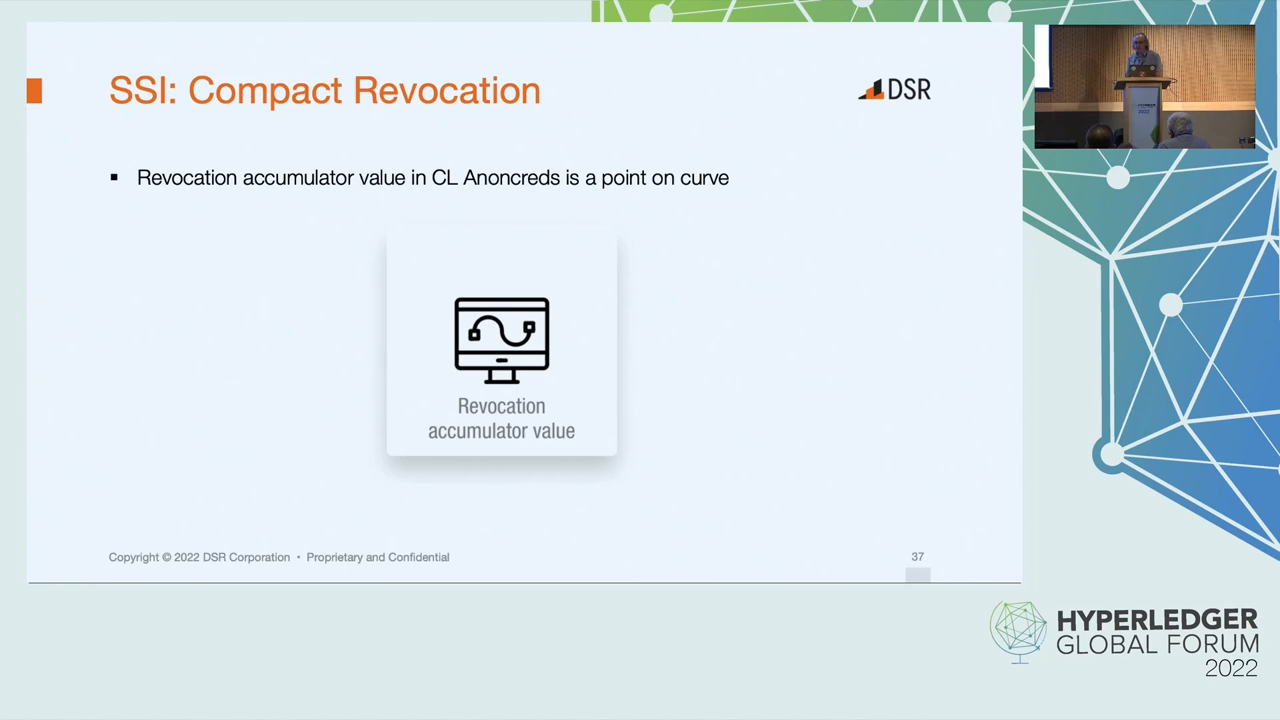 SSI: Compact Revocation
DSR
▪ Revocation accumulator value in CL Anoncreds is a point on curve
Revocation
accumulator value
Copyright © 2022 DSR Corporation • Proprietary and Confidential
37
HYPERLEDGER
GLOBAL FORUM
2022